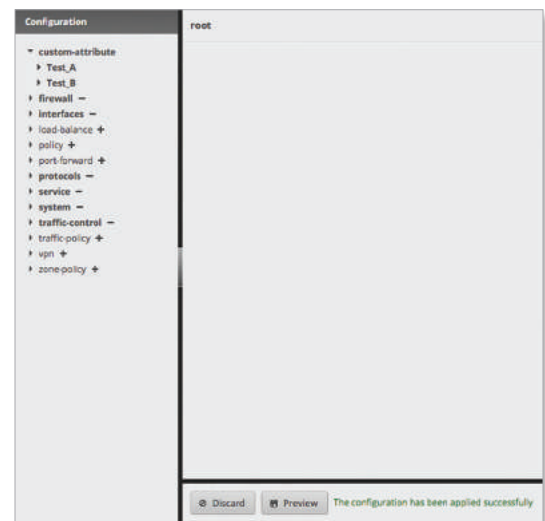 Configuration
custom-attribute
Test_A
Test_B
firewall −
interfaces −
load-balance +
policy +
port-forward +
protocols −
service −
system −
traffic-control −
traffic-policy +
vpn +
zone-policy +
root
Discard
Preview
The configuration has been applied successfully